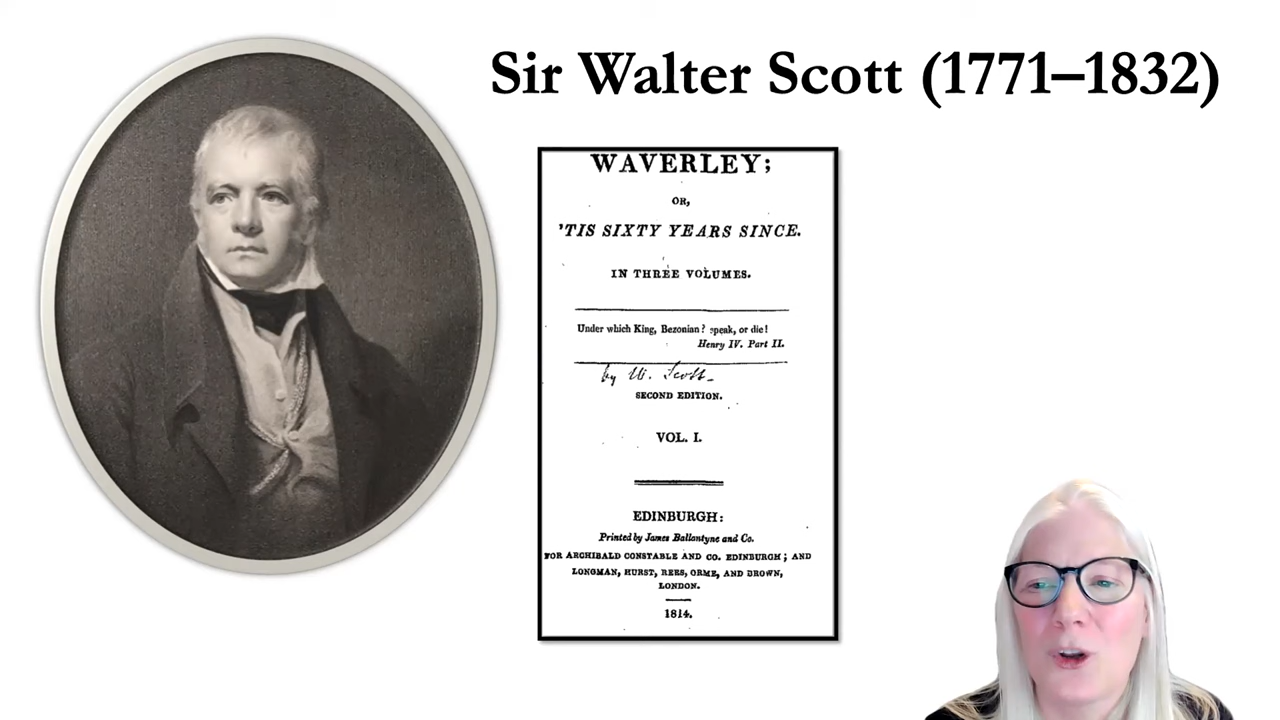 Sir Walter Scott (1771–1832)
WAVERLEY;
OR,
'TIS SIXTY YEARS SINCE.
IN THREE VOLUMES.
Under which King, Bezonian? speak, or die!
Henry IV. Part II.
by W. Scott
SECOND EDITION.
VOL. I.
EDINBURGH:
Printed by James Ballantyne and Co.
FOR ARCHIBALD CONSTABLE AND CO. EDINBURGH; AND
LONGMAN, HURST, REES, ORME, AND BROWN,
LONDON.
1814.